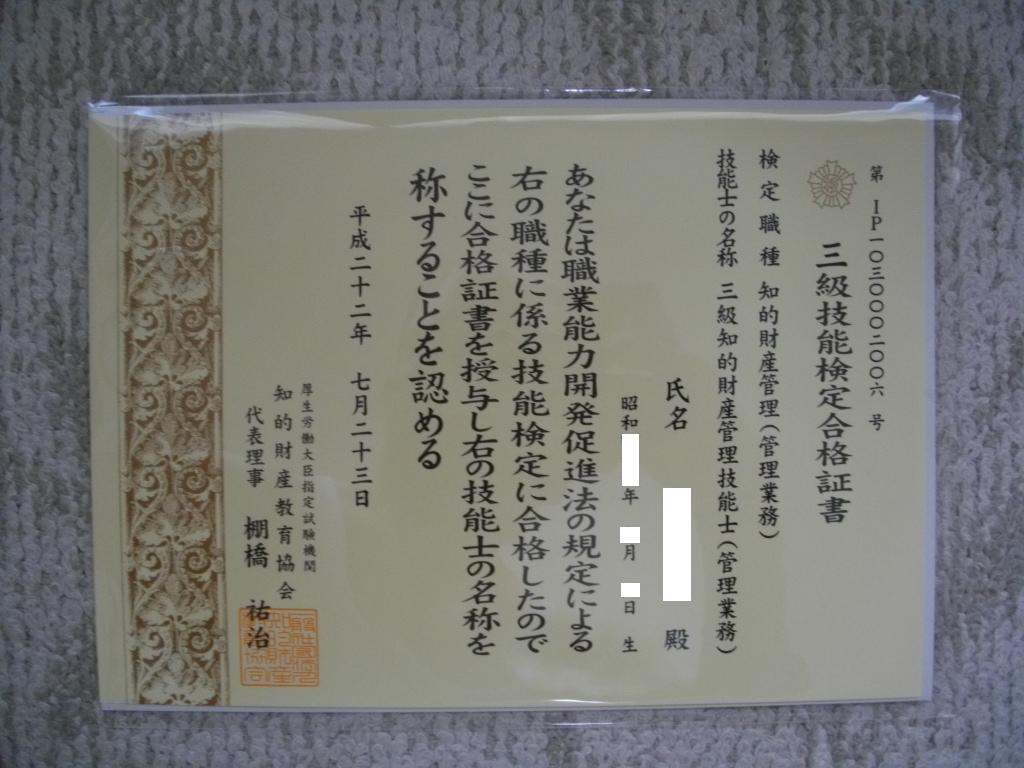 第 IP一〇三〇〇〇二〇〇六 号
三級技能検定合格証書
検定職種 知的財産管理（管理業務）
技能士の名称 三級知的財産管理技能士（管理業務）
氏名 殿
昭和 年 月 日 生
あなたは職業能力開発促進法の規定による
右の職種に係る技能検定に合格したので
ここに合格証書を授与し右の技能士の名称を
称することを認める
平成二十二年 七月二十三日
厚生労働大臣指定試験機関
知的財産教育協会
代表理事 棚橋 祐治